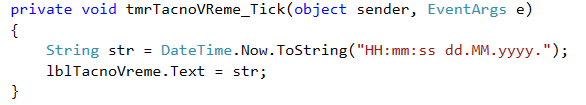 private void tmrTacnoVReme_Tick(object sender, EventArgs e)
{
String str = DateTime.Now.ToString("HH:mm:ss dd.MM.yyyy.");
lblTacnoVreme.Text = str;
}